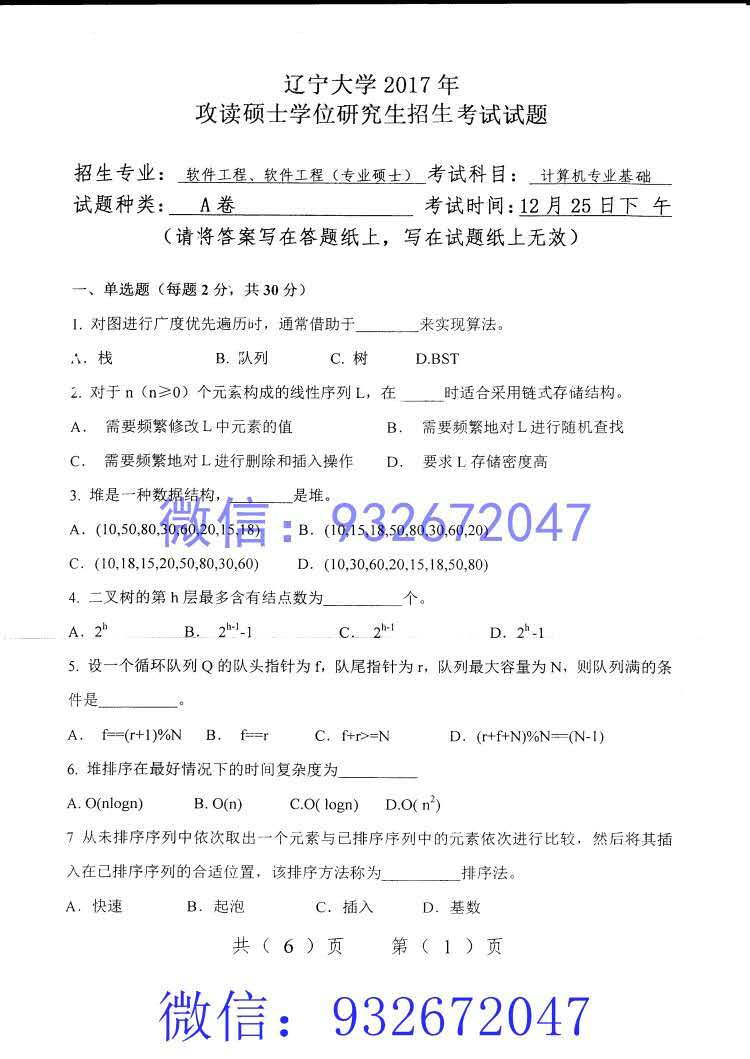 辽宁大学 2017 年
攻读硕士学位研究生招生考试试题
招生专业: 软件工程、软件工程(专业硕士) 考试科目: 计算机专业基础
试题种类: A 卷 考试时间:12 月 25 日下 午
(请将答案写在答题纸上,写在试题纸上无效)
一、单选题(每题 2 分,共 30 分)
1. 对图进行广度优先遍历时,通常借助于________来实现算法。
A. 栈 B. 队列 C. 树 D.BST
2. 对于 n(n≥0)个元素构成的线性序列 L,在 _____时适合采用链式存储结构。
A. 需要频繁修改 L 中元素的值 B. 需要频繁地对 L 进行随机查找
C. 需要频繁地对 L 进行删除和插入操作 D. 要求 L 存储密度高
3. 堆是一种数据结构,________是堆。
A. (10,50,80,30,60,20,15,18) B. (10,15,18,50,80,30,60,20)
微信: 932672047
C. (10,18,15,20,50,80,30,60) D. (10,30,60,20,15,18,50,80)
4. 二叉树的第 h 层最多含有结点数为__________个。
A. 2^h B. 2^(h-1)-1 C. 2^(h-1) D. 2^h-1
5. 设一个循环队列 Q 的队头指针为 f,队尾指针为 r,队列最大容量为 N,则队列满的条
件是__________。
A. f==(r+1)%N B. f==r C. f+r>=N D. (r+f+N)%N==(N-1)
6. 堆排序在最好情况下的时间复杂度为__________
A. O(nlogn) B. O(n) C.O( logn) D.O( n²)
7 从未排序序列中依次取出一个元素与已排序序列中的元素依次进行比较,然后将其插
入在已排序序列的合适位置,该排序方法称为__________排序法。
A. 快速 B. 起泡 C. 插入 D. 基数
共( 6 )页 第( 1 )页
微信: 932672047